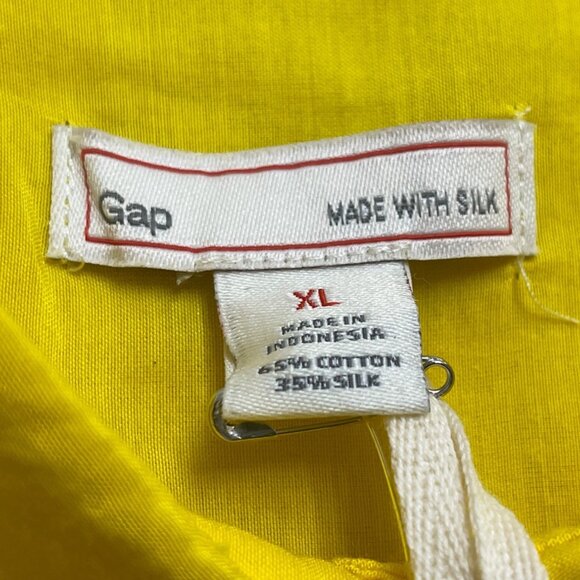 Gap MADE WITH SILK
XL
MADE IN
INDONESIA
65% COTTON
35% SILK